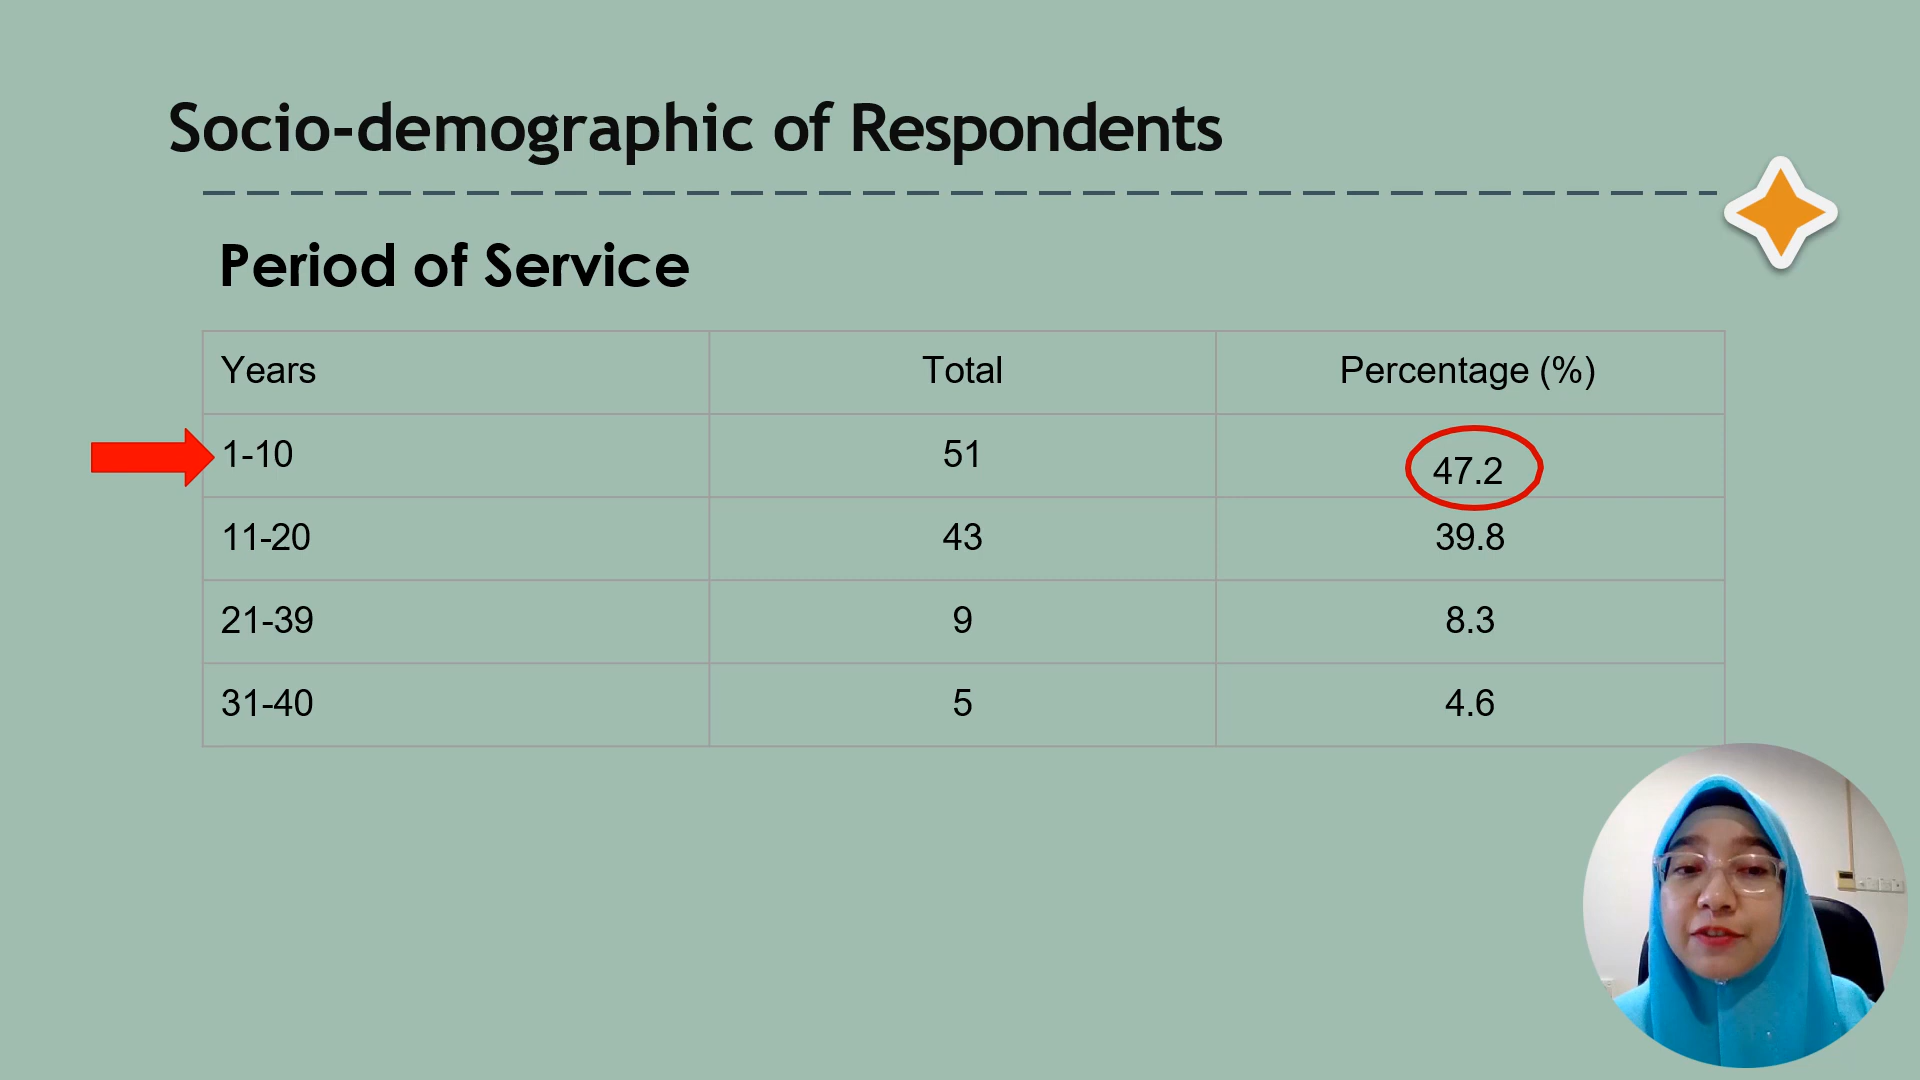 Socio-demographic of Respondents
Period of Service
Years Total Percentage (%)
1-10 51 47.2
11-20 43 39.8
21-39 9 8.3
31-40 5 4.6